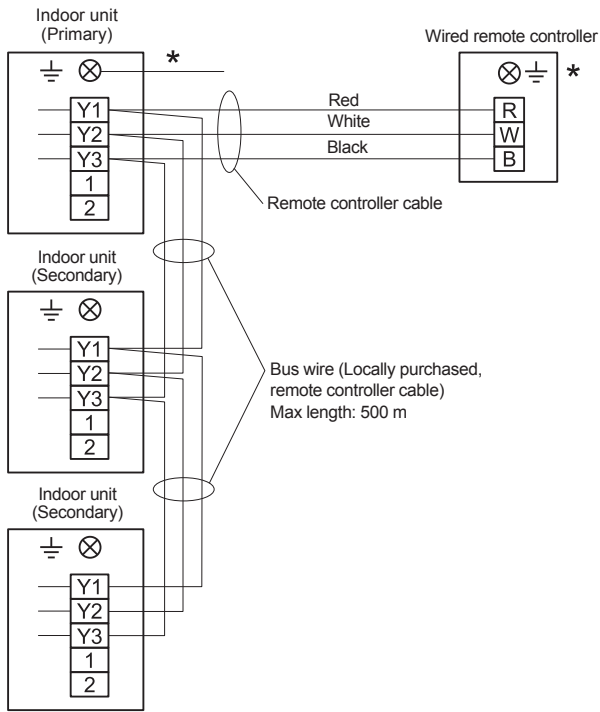 Indoor unit
(Primary)
Wired remote controller
*
*
Y1
Y2
Y3
1
2
Red
White
Black
R
W
B
Remote controller cable
Indoor unit
(Secondary)
Y1
Y2
Y3
1
2
Bus wire (Locally purchased,
remote controller cable)
Max length: 500 m
Indoor unit
(Secondary)
Y1
Y2
Y3
1
2